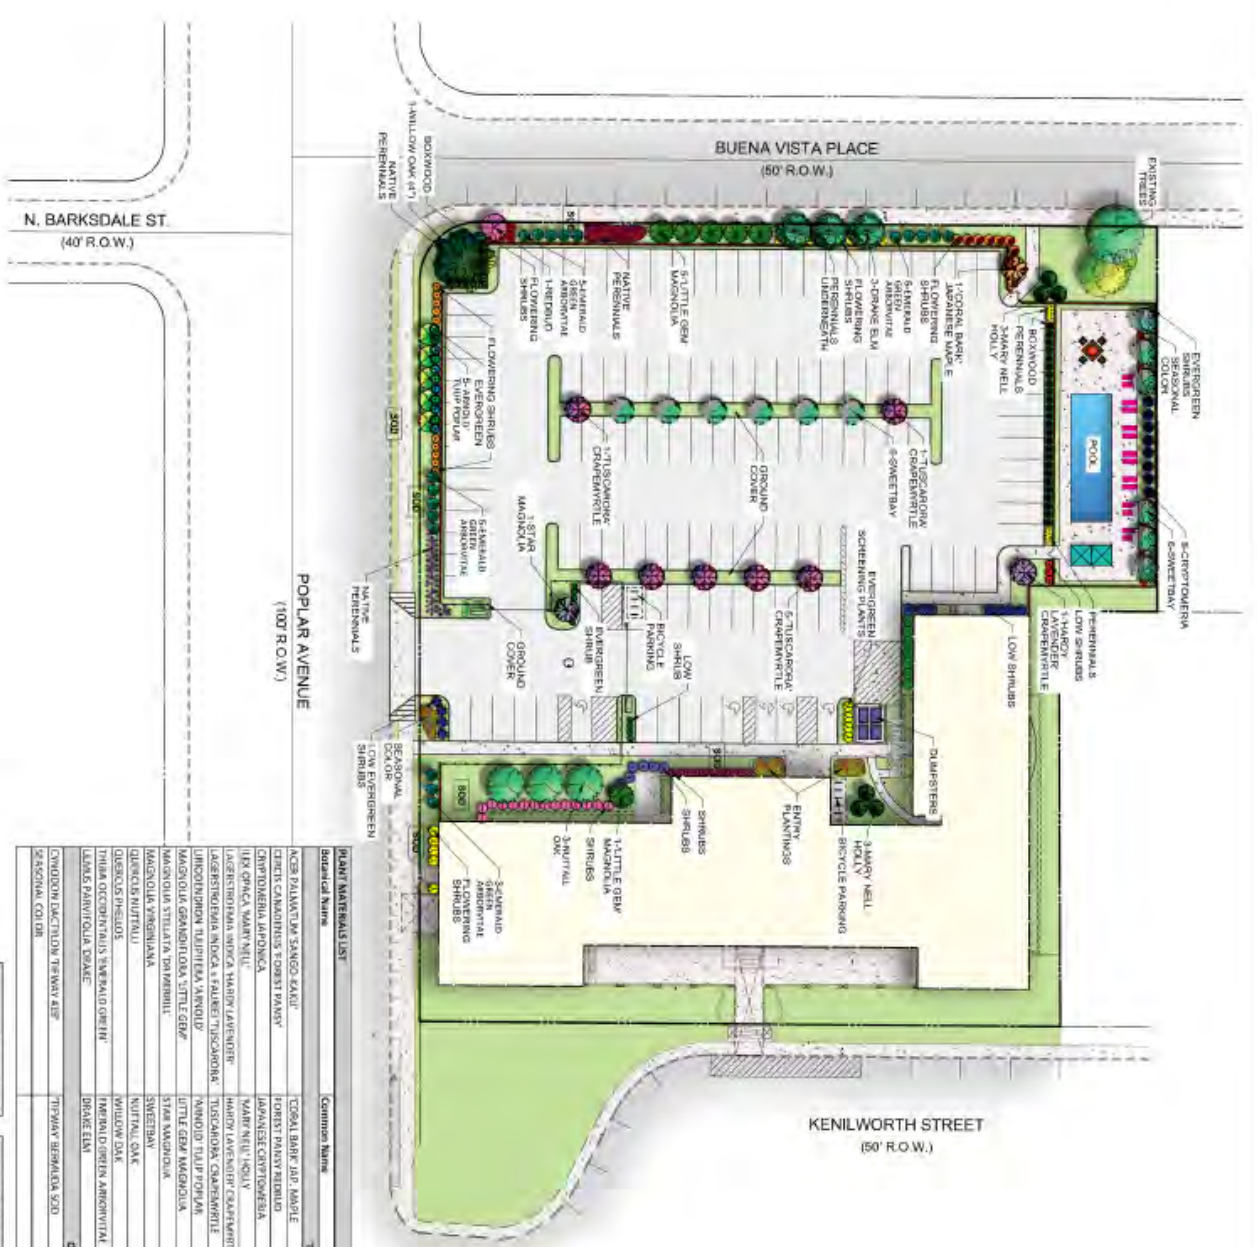 BUENA VISTA PLACE
(50' R.O.W.)
N. BARKSDALE ST.
(40' R.O.W.)
POPLAR AVENUE
(100' R.O.W.)
KENILWORTH STREET
(50' R.O.W.)
BOXWOOD
1-WILLOW OAK (4")
NATIVE
PERENNIALS
EXISTING
TREES
FLOWERING
SHRUBS
1-REDBUD
5-EMERALD
GREEN
ARBORVITAE
NATIVE
PERENNIALS
5-'LITTLE GEM'
MAGNOLIA
PERENNIALS
UNDERNEATH
FLOWERING
SHRUBS
3-DRAKE ELM
5-EMERALD
GREEN
ARBORVITAE
FLOWERING
SHRUBS
1-'CORAL BARK'
JAPANESE MAPLE
BOXWOOD
PERENNIALS
3-MARY NELL
HOLLY
EVERGREEN
SHRUBS
SEASONAL
COLOR
POOL
8-CRYPTOMERIA
6-SWEETBAY
PERENNIALS
LOW SHRUBS
1-'HARDY
LAVENDER'
CRAPEMYRTLE
LOW SHRUBS
FLOWERING SHRUBS
EVERGREEN
5-'ARNOLD'
TULIP POPLAR
1-'TUSCARORA'
CRAPEMYRTLE
GROUND
COVER
6-SWEETBAY
1-'TUSCARORA'
CRAPEMYRTLE
SOD
SOD
5-EMERALD
GREEN
ARBORVITAE
1-STAR
MAGNOLIA
NATIVE
PERENNIALS
GROUND
COVER
EVERGREEN
SHRUB
BICYCLE
PARKING
LOW
SHRUB
5-'TUSCARORA'
CRAPEMYRTLE
EVERGREEN
SCREENING PLANTS
DUMPSTERS
SEASONAL
COLOR
LOW EVERGREEN
SHRUBS
SOD
SOD
SOD
3-EMERALD
GREEN
ARBORVITAE
FLOWERING
SHRUBS
3-NUTTALL
OAK
SHRUBS
1-'LITTLE GEM'
MAGNOLIA
SHRUBS
SHRUBS
ENTRY
PLANTINGS
BICYCLE PARKING
3-MARY NELL
HOLLY
PLANT MATERIALS LIST
Botanical Name Common Name
ACER PALMATUM 'SANGO-KAKU' 'CORAL BARK' JAP. MAPLE
CERCIS CANADENSIS 'FOREST PANSY' FOREST PANSY REDBUD
CRYPTOMERIA JAPONICA JAPANESE CRYPTOMERIA
ILEX OPACA 'MARY NELL' 'MARY NELL' HOLLY
LAGERSTROEMIA INDICA 'HARDY LAVENDER' HARDY LAVENDER
LAGERSTROEMIA INDICA x FAURIEI 'TUSCARORA' 'TUSCARORA' CRAPEMYRTLE
LIRIODENDRON TULIPIFERA 'ARNOLD' 'ARNOLD' TULIP POPLAR
MAGNOLIA GRANDIFLORA 'LITTLE GEM' 'LITTLE GEM' MAGNOLIA
MAGNOLIA STELLATA 'DR MERRILL' STAR MAGNOLIA
MAGNOLIA VIRGINIANA SWEETBAY
QUERCUS NUTTALLI NUTTALL OAK
QUERCUS PHELLOS WILLOW OAK
THUJA OCCIDENTALIS 'EMERALD GREEN' EMERALD GREEN ARBORVITAE
ULMUS PARVIFOLIA 'DRAKE' DRAKE ELM
CYNODON DACTYLON 'TIFWAY 419' 'TIFWAY' BERMUDA SOD
SEASONAL COLOR